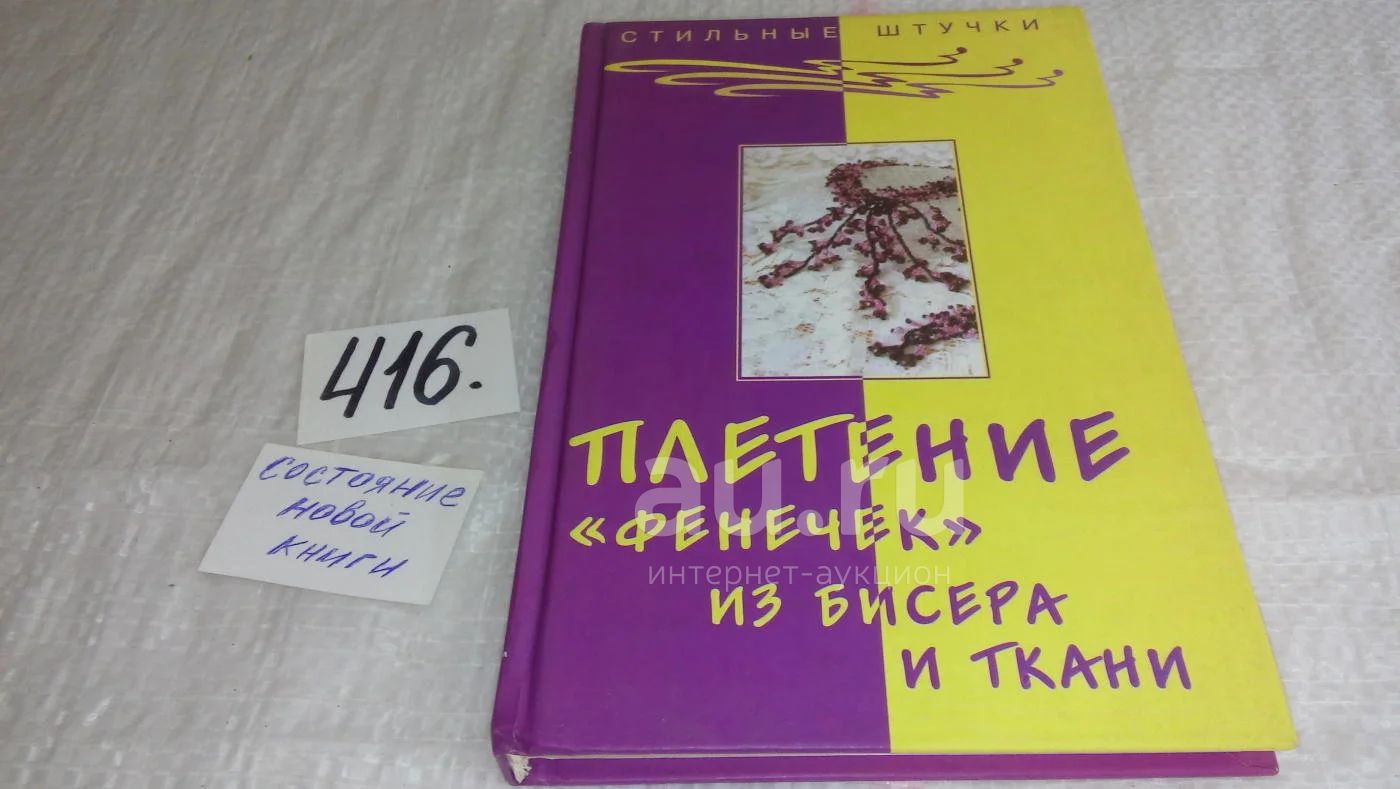 СТИЛЬНЫЕ ШТУЧКИ
416.
состояние
новой
книги
ПЛЕТЕНИЕ
«ФЕНЕЧЕК»
ИЗ БИСЕРА
И ТКАНИ
au.ru
интернет-аукцион